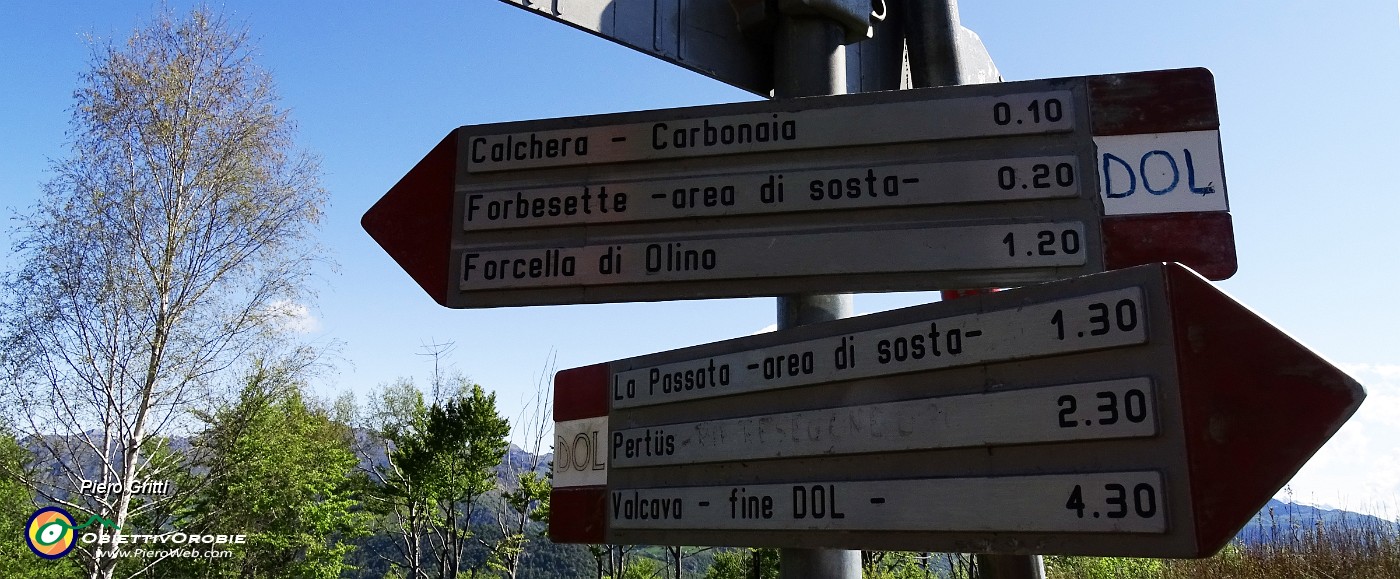 Calchera - Carbonaia 0.10
Forbesette -area di sosta- 0.20
Forcella di Olino 1.20
DOL
La Passata -area di sosta- 1.30
Pertüs 2.30
Valcava - fine DOL - 4.30
DOL
Piero Gritti
OBIETTIVOROBIE
www.PieroWeb.com